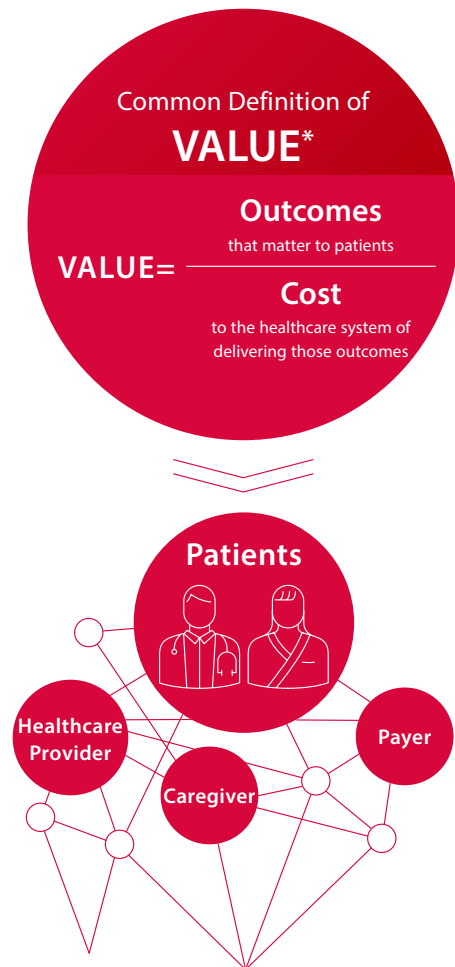 Common Definition of
VALUE*
Outcomes
that matter to patients
VALUE=
Cost
to the healthcare system of
delivering those outcomes
Patients
Healthcare
Provider
Payer
Caregiver